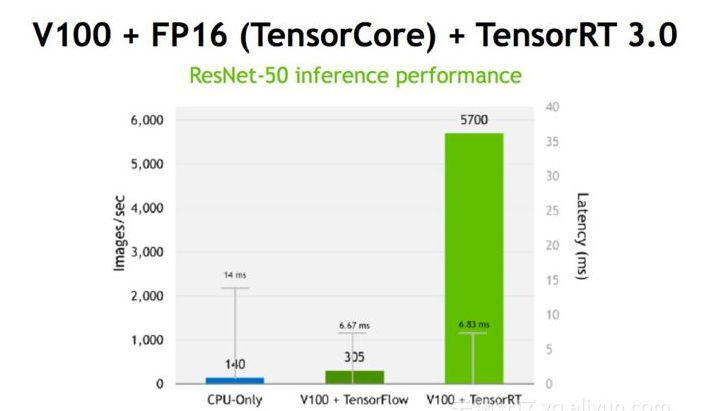 V100 + FP16 (TensorCore) + TensorRT 3.0
ResNet-50 inference performance
Images/sec
6,000
5,000
4,000
3,000
2,000
1,000
0
14 ms
140
6.67 ms
305
5700
6.83 ms
CPU-Only
V100 + TensorFlow
V100 + TensorRT
40
35
30
25
20
15
10
5
0
Latency (ms)
yq.aliyun.com